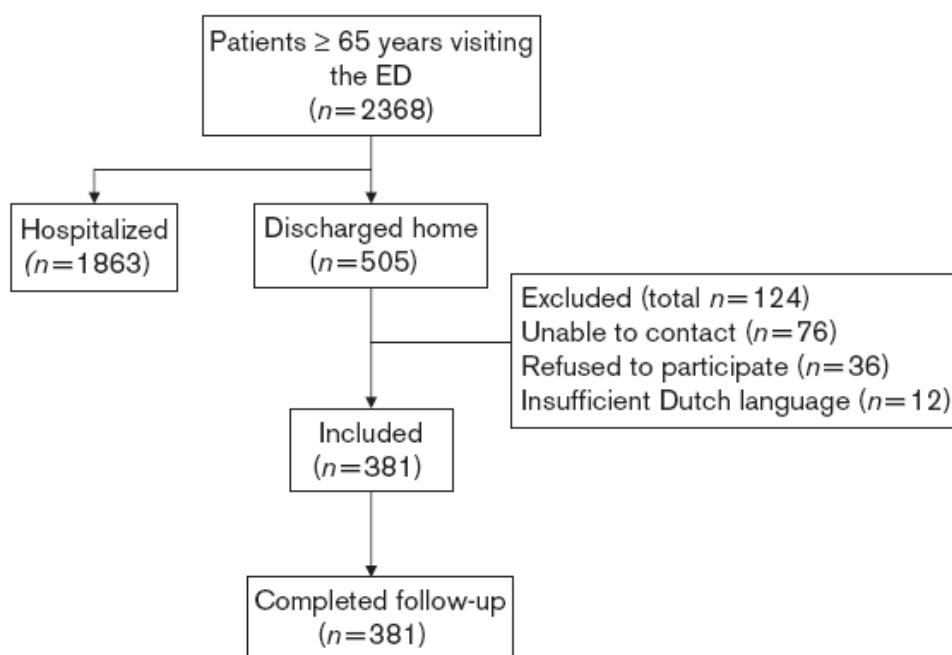 Patients ≥ 65 years visiting
the ED
(n=2368)
Hospitalized
(n=1863)
Discharged home
(n=505)
Excluded (total n=124)
Unable to contact (n=76)
Refused to participate (n=36)
Insufficient Dutch language (n=12)
Included
(n=381)
Completed follow-up
(n=381)